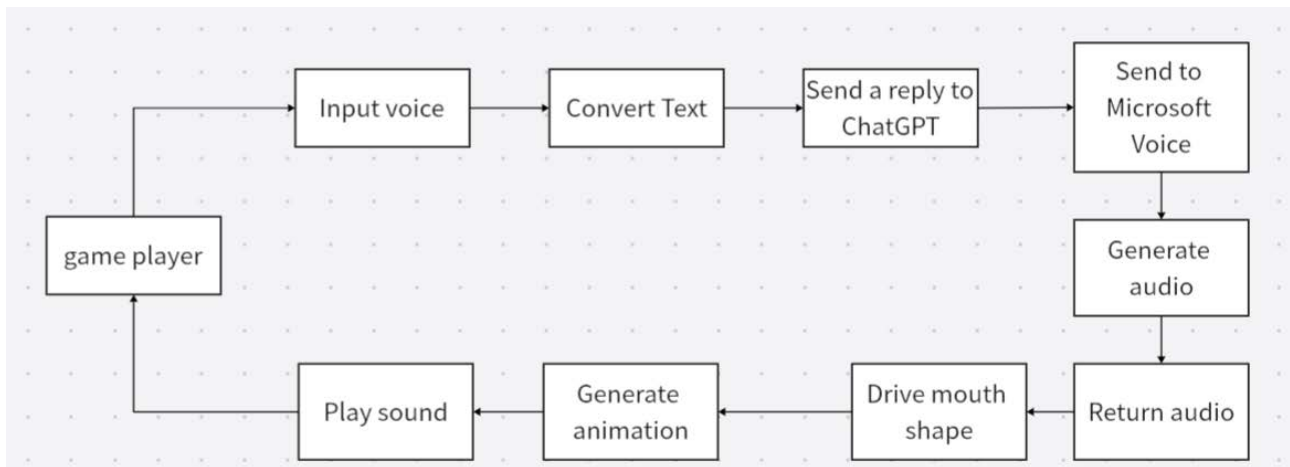 Input voice
Convert Text
Send a reply to
ChatGPT
Send to
Microsoft
Voice
game player
Generate
audio
Play sound
Generate
animation
Drive mouth
shape
Return audio